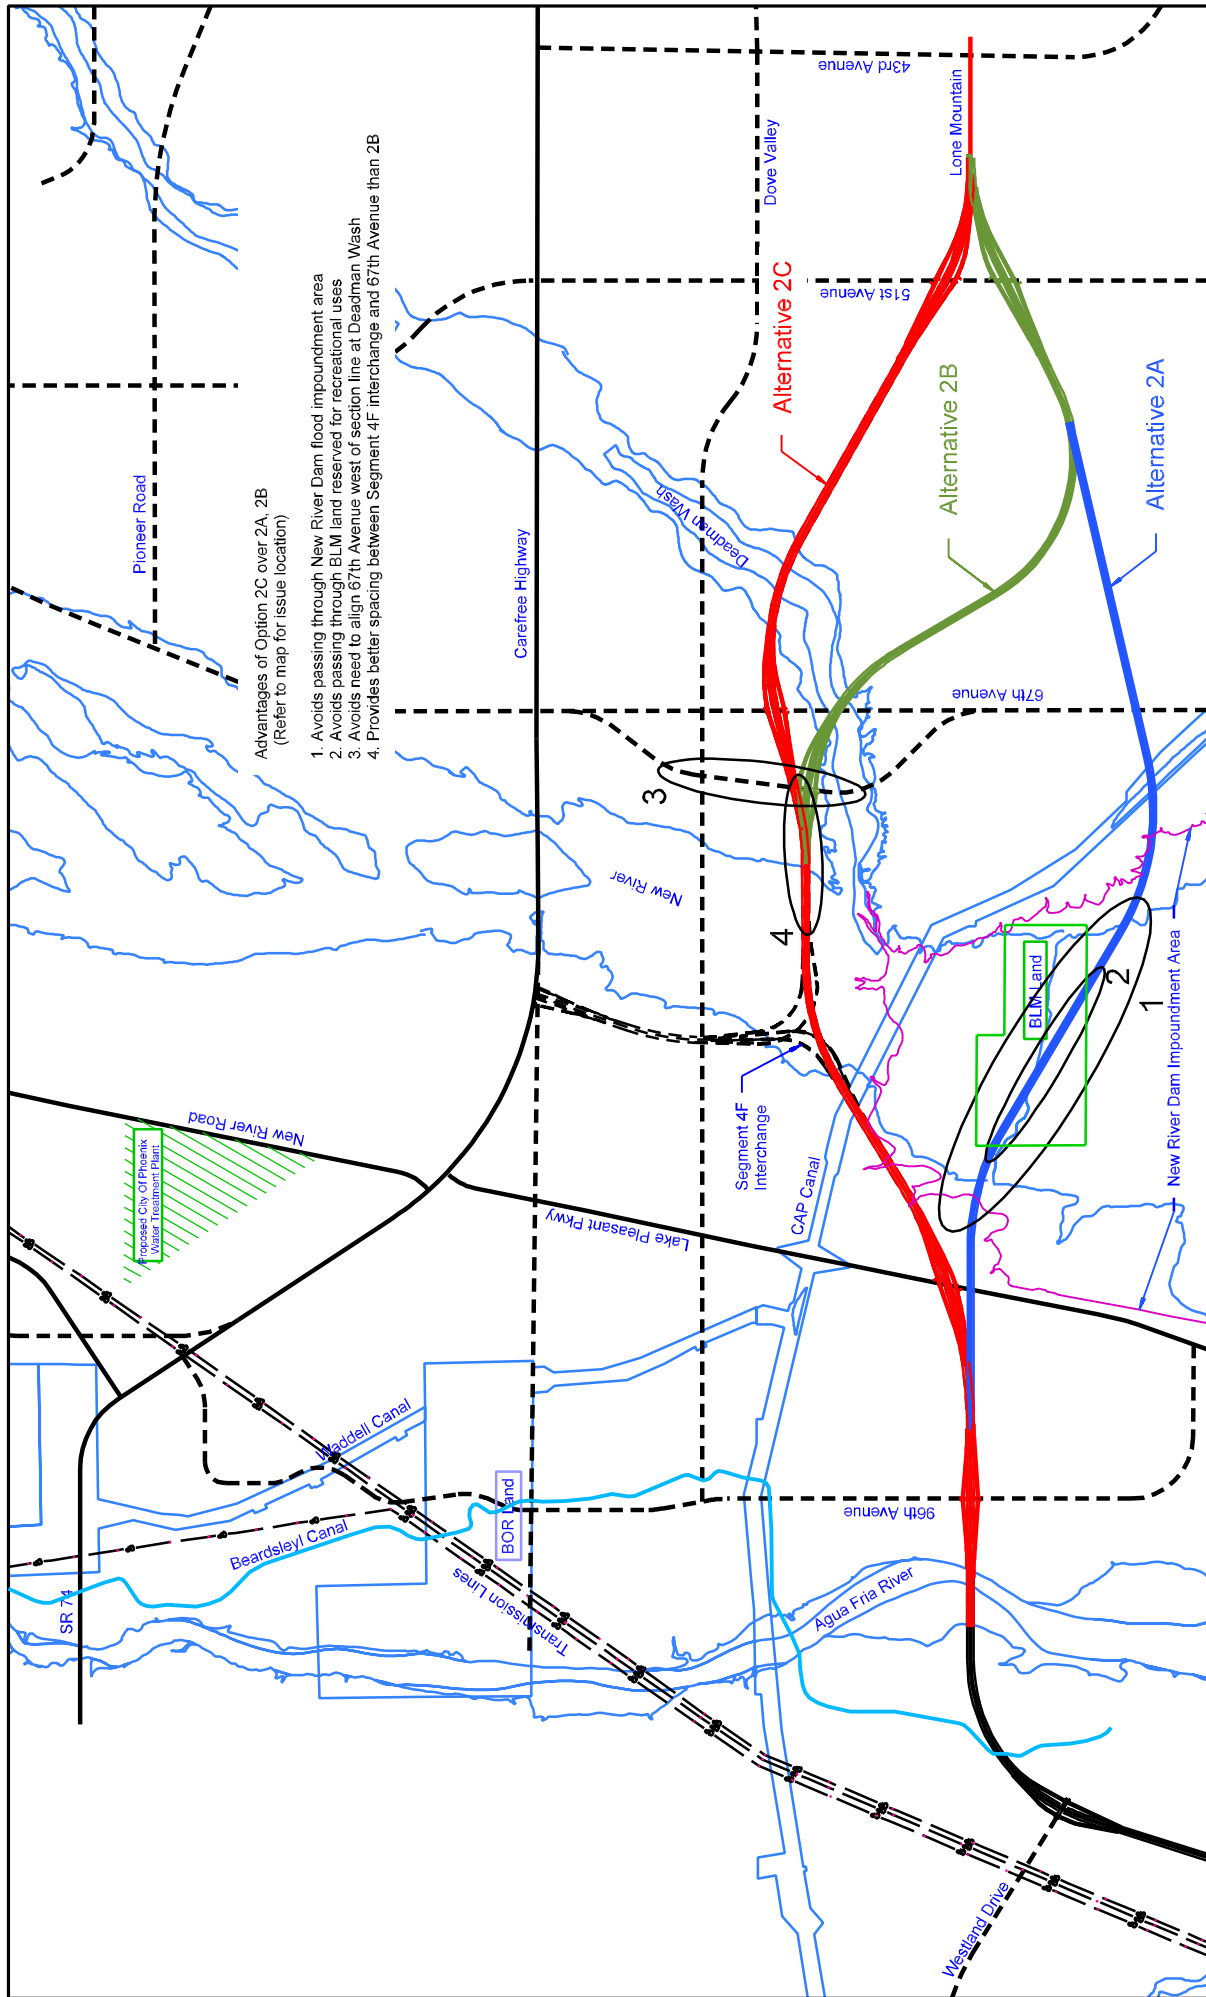 Advantages of Option 2C over 2A, 2B
(Refer to map for issue location)
1. Avoids passing through New River Dam flood impoundment area
2. Avoids passing through BLM land reserved for recreational uses
3. Avoids need to align 67th Avenue west of section line at Deadman Wash
4. Provides better spacing between Segment 4F interchange and 67th Avenue than 2B
Pioneer Road
Carefree Highway
Dove Valley
43rd Avenue
Lone Mountain
51st Avenue
Alternative 2C
Alternative 2B
Alternative 2A
Deadman Wash
67th Avenue
3
New River
4
BLM Land
2
1
New River Dam Impoundment Area
Segment 4F
Interchange
CAP Canal
New River Road
Proposed City Of Phoenix
Water Treatment Plant
Lake Pleasant Pkwy
Waddell Canal
Beardsleyl Canal
BOR Land
Transmission Lines
SR 74
96th Avenue
Agua Fria River
Westland Drive